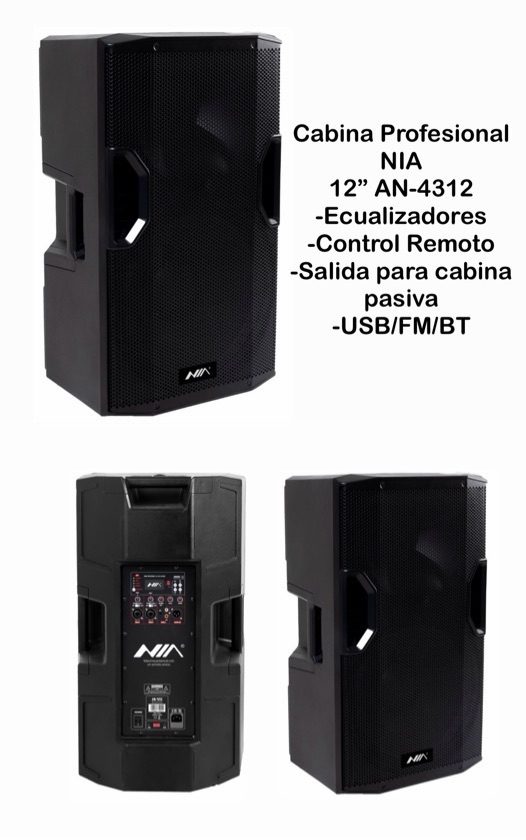 Cabina Profesional
NIA
12” AN-4312
-Ecualizadores
-Control Remoto
-Salida para cabina
pasiva
-USB/FM/BT
NIA
NIA
NIA